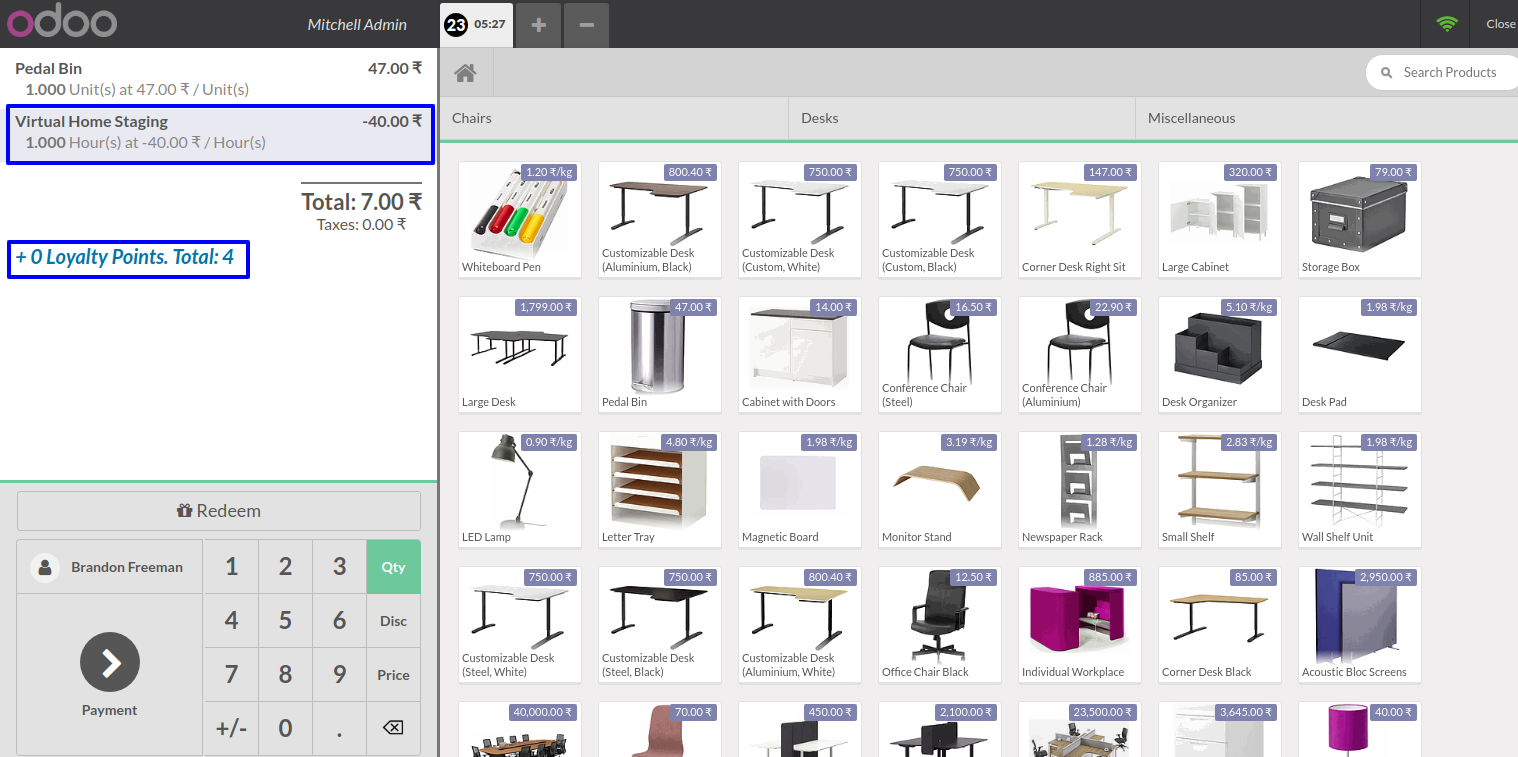 odoo
Mitchell Admin
23 05:27
+
−
Close
Pedal Bin 47.00 ₹
1.000 Unit(s) at 47.00 ₹ / Unit(s)
Virtual Home Staging -40.00 ₹
1.000 Hour(s) at -40.00 ₹ / Hour(s)
Total: 7.00 ₹
Taxes: 0.00 ₹
+ 0 Loyalty Points. Total: 4
Redeem
Brandon Freeman
Payment
1 2 3 Qty
4 5 6 Disc
7 8 9 Price
+/- 0 .
Search Products
Chairs
Desks
Miscellaneous
1.20 ₹/kg
Whiteboard Pen
800.40 ₹
Customizable Desk
(Aluminium, Black)
750.00 ₹
Customizable Desk
(Custom, White)
750.00 ₹
Customizable Desk
(Custom, Black)
147.00 ₹
Corner Desk Right Sit
320.00 ₹
Large Cabinet
79.00 ₹
Storage Box
1,799.00 ₹
Large Desk
47.00 ₹
Pedal Bin
14.00 ₹
Cabinet with Doors
16.50 ₹
Conference Chair
(Steel)
22.90 ₹
Conference Chair
(Aluminium)
5.10 ₹/kg
Desk Organizer
1.98 ₹/kg
Desk Pad
0.90 ₹/kg
LED Lamp
4.80 ₹/kg
Letter Tray
1.98 ₹/kg
Magnetic Board
3.19 ₹/kg
Monitor Stand
1.28 ₹/kg
Newspaper Rack
2.83 ₹/kg
Small Shelf
1.98 ₹/kg
Wall Shelf Unit
750.00 ₹
Customizable Desk
(Steel, White)
750.00 ₹
Customizable Desk
(Steel, Black)
800.40 ₹
Customizable Desk
(Aluminium, White)
12.50 ₹
Office Chair Black
885.00 ₹
Individual Workplace
85.00 ₹
Corner Desk Black
2,950.00 ₹
Acoustic Bloc Screens
40,000.00 ₹
70.00 ₹
450.00 ₹
2,100.00 ₹
23,500.00 ₹
3,645.00 ₹
40.00 ₹